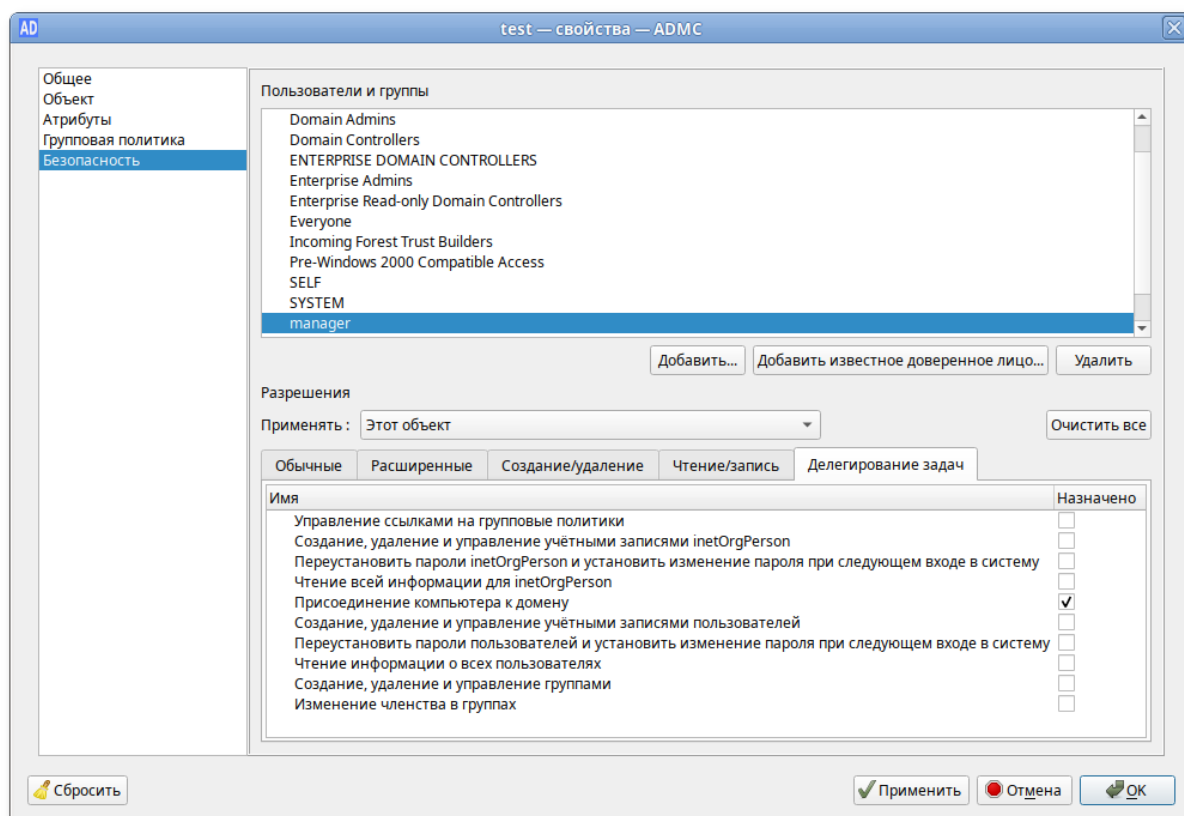 AD
test — свойства — ADMC
Общее
Объект
Атрибуты
Групповая политика
Безопасность
Пользователи и группы
Domain Admins
Domain Controllers
ENTERPRISE DOMAIN CONTROLLERS
Enterprise Admins
Enterprise Read-only Domain Controllers
Everyone
Incoming Forest Trust Builders
Pre-Windows 2000 Compatible Access
SELF
SYSTEM
manager
Добавить... Добавить известное доверенное лицо... Удалить
Разрешения
Применять : Этот объект Очистить все
Обычные Расширенные Создание/удаление Чтение/запись Делегирование задач
Имя Назначено
Управление ссылками на групповые политики
Создание, удаление и управление учётными записями inetOrgPerson
Переустановить пароли inetOrgPerson и установить изменение пароля при следующем входе в систему
Чтение всей информации для inetOrgPerson
Присоединение компьютера к домену
Создание, удаление и управление учётными записями пользователей
Переустановить пароли пользователей и установить изменение пароля при следующем входе в систему
Чтение информации о всех пользователях
Создание, удаление и управление группами
Изменение членства в группах
Сбросить Применить Отмена OK